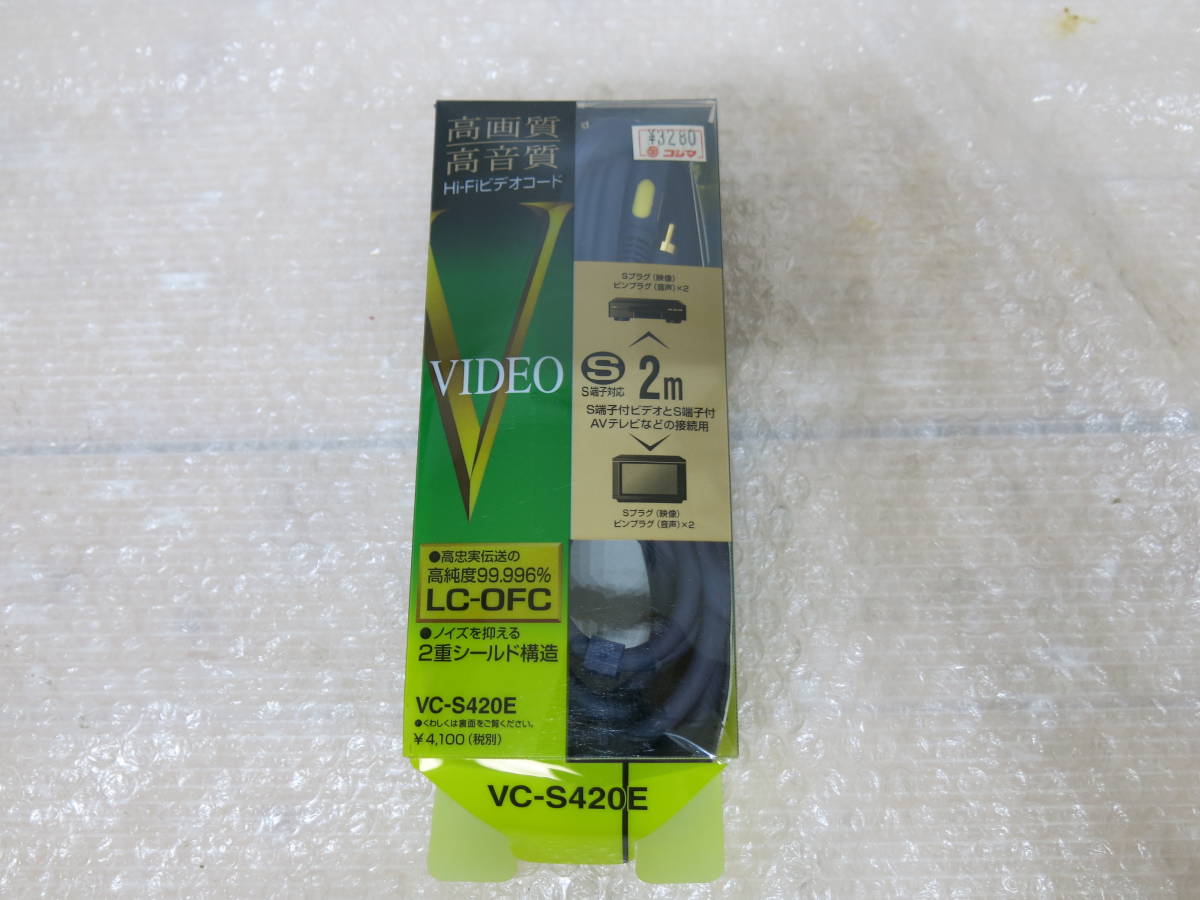 高画質
高音質
Hi-Fiビデオコード
VIDEO
●高忠実伝送の
高純度99.996%
LC-OFC
●ノイズを抑える
2重シールド構造
VC-S420E
●くわしくは裏面をご覧ください。
¥4,100(税別)
¥3280
コジマ
Sプラグ(映像)
ピンプラグ(音声)×2
S
S端子対応
2m
S端子付ビデオとS端子付
AVテレビなどの接続用
Sプラグ(映像)
ピンプラグ(音声)×2
VC-S420E